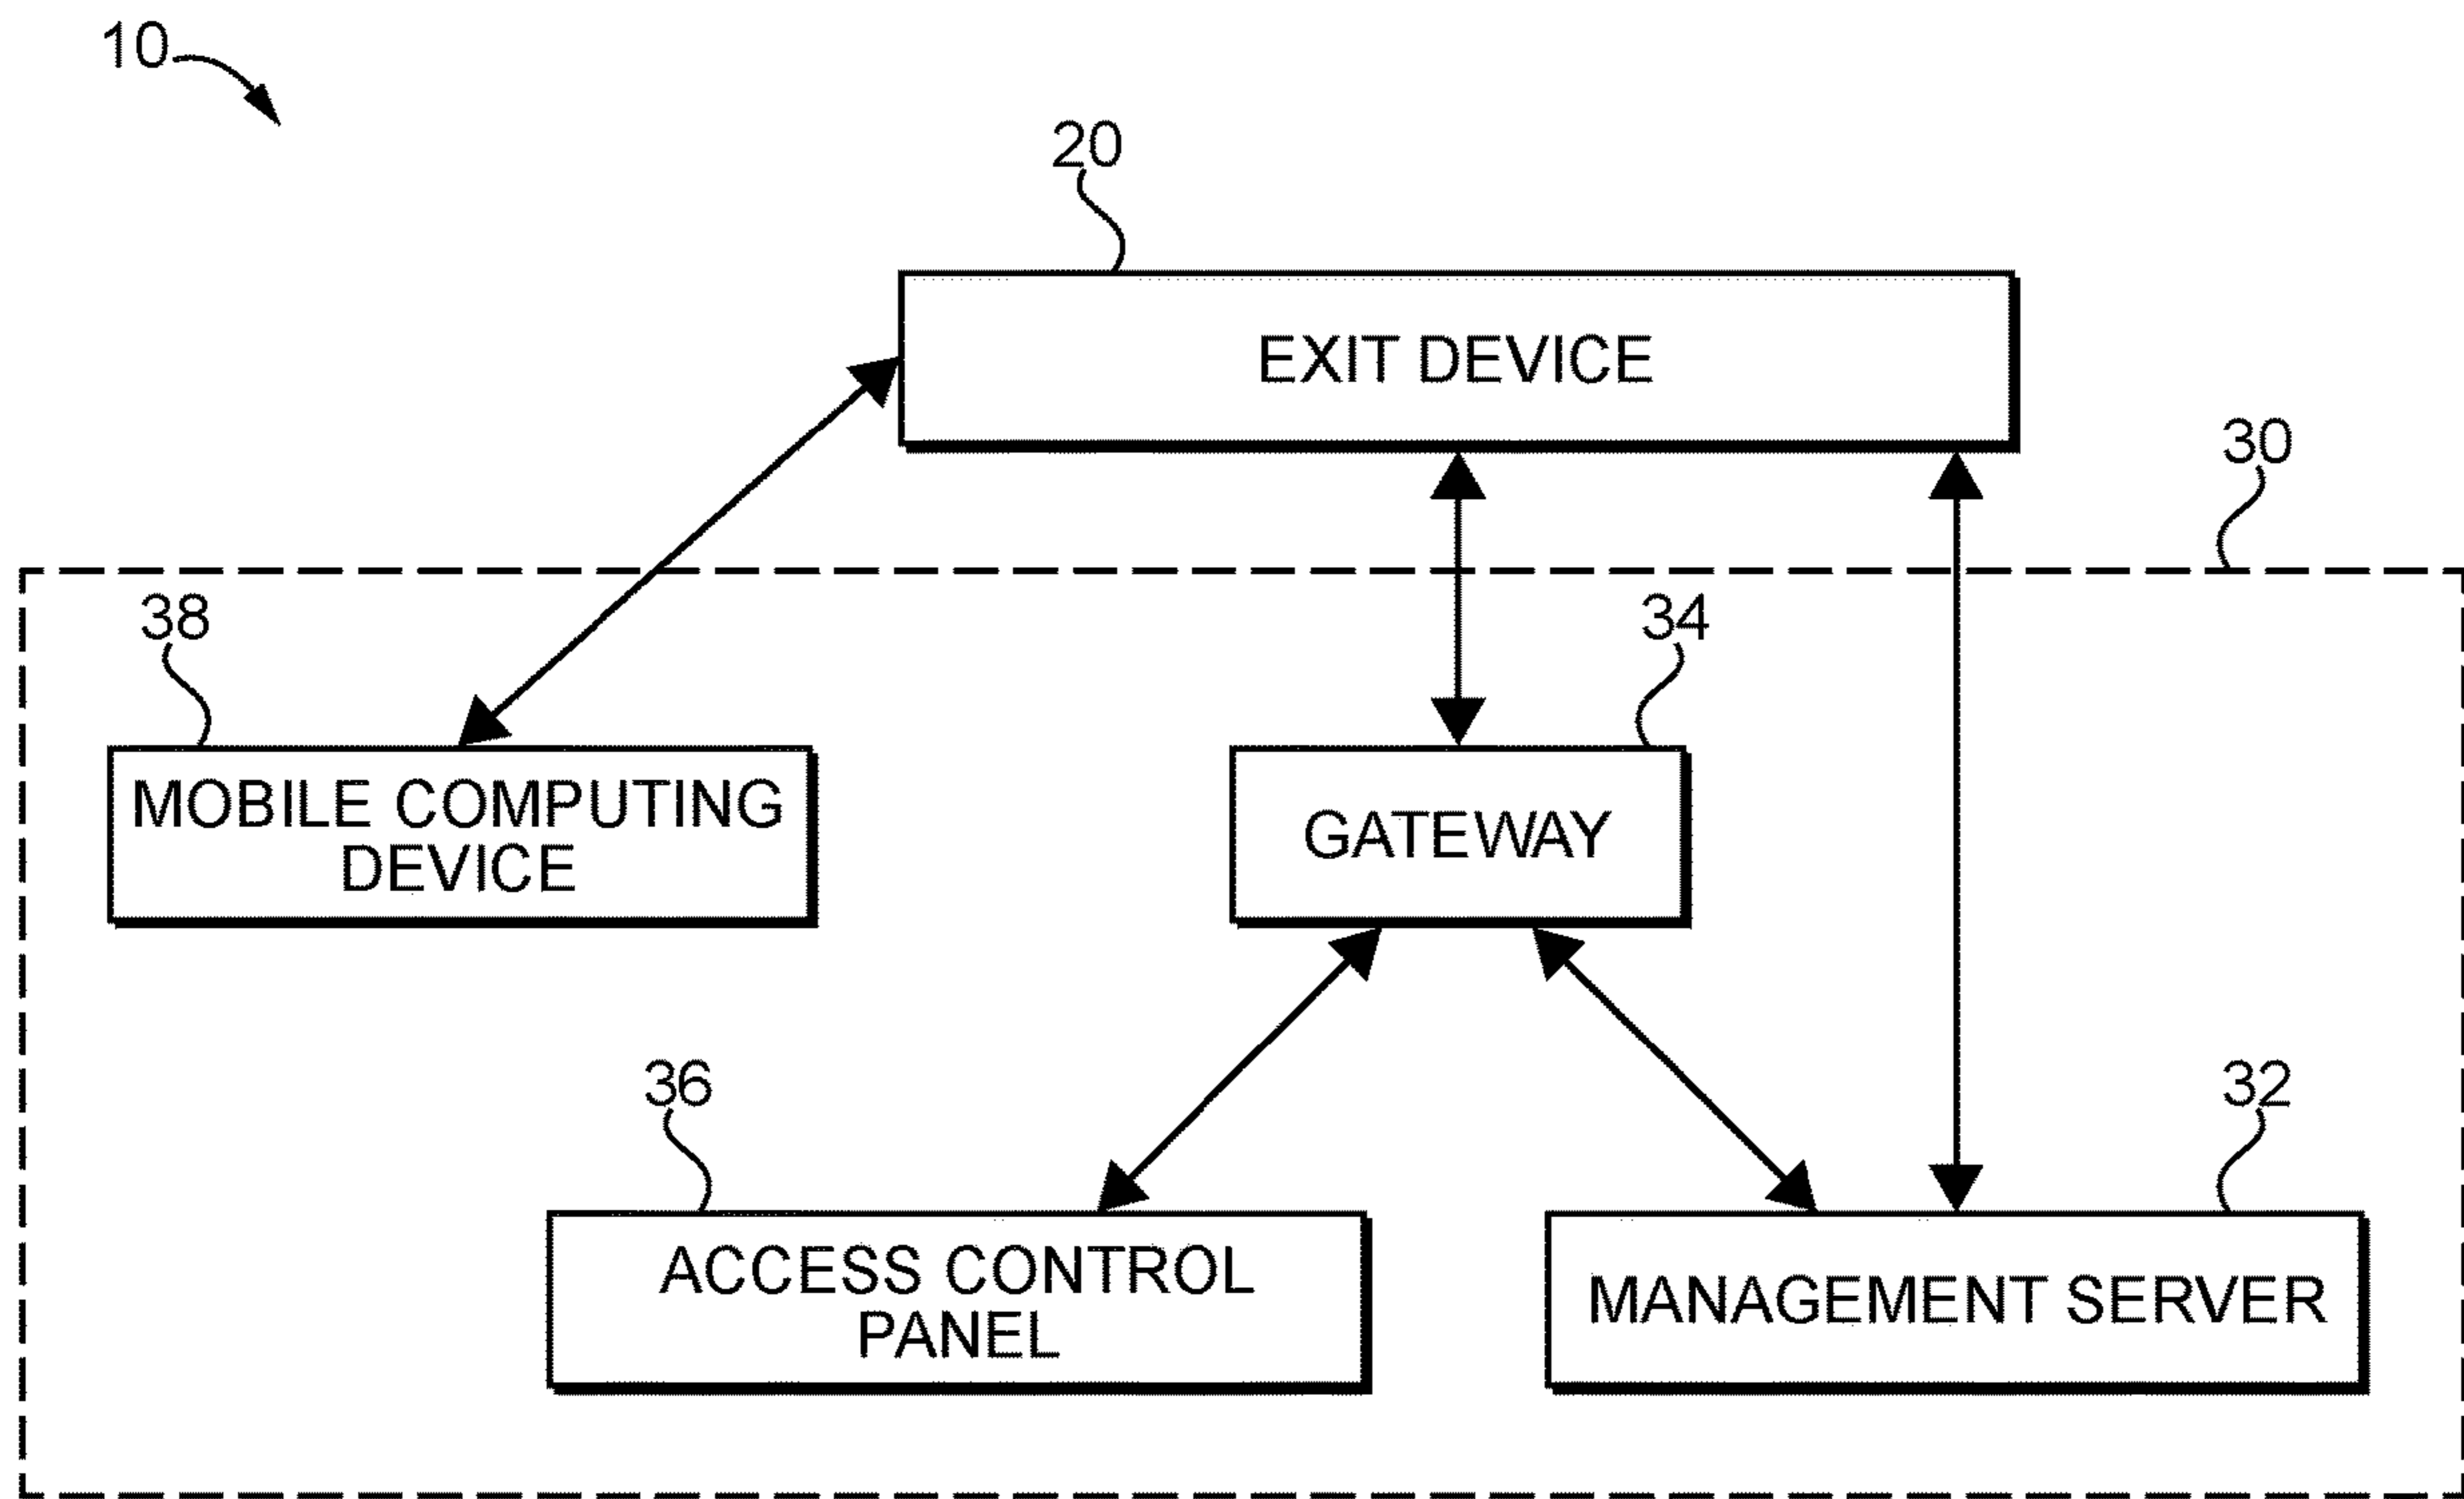 10
20
EXIT DEVICE
30
38
34
MOBILE COMPUTING
DEVICE
GATEWAY
36
32
ACCESS CONTROL
PANEL
MANAGEMENT SERVER